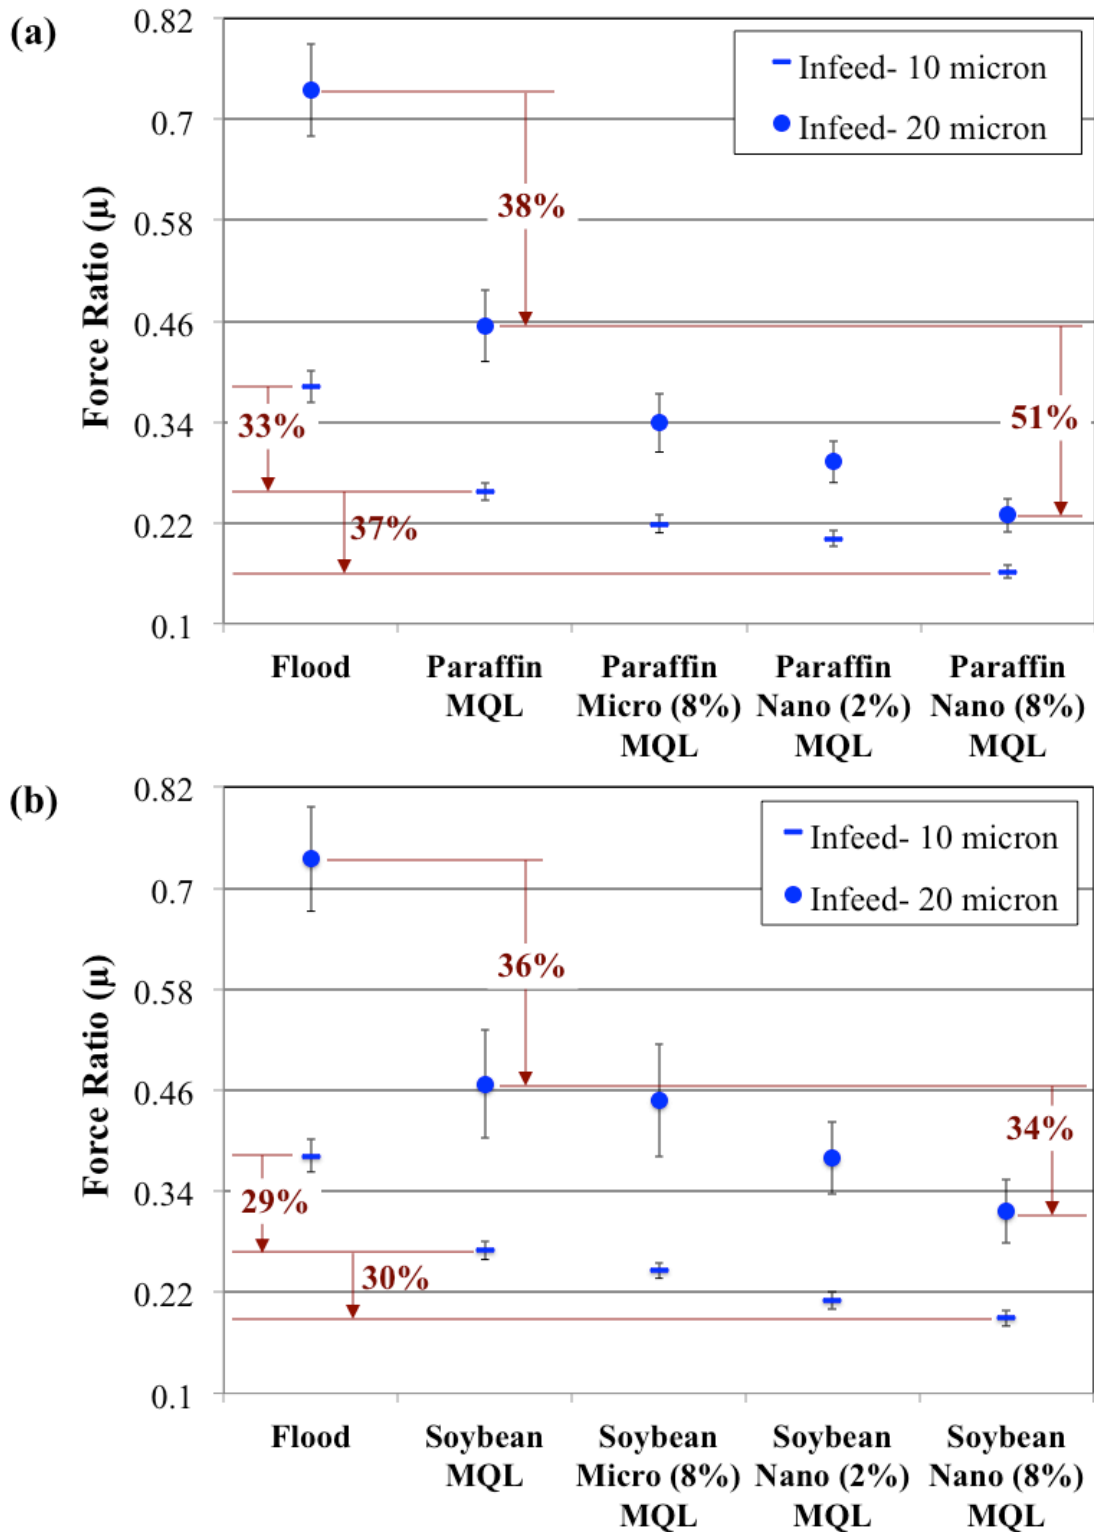 (a)
0.82
0.7
0.58
0.46
0.34
0.22
0.1
Force Ratio (μ)
Infeed- 10 micron
Infeed- 20 micron
38%
33%
51%
37%
Flood
Paraffin
MQL
Paraffin
Micro (8%)
MQL
Paraffin
Nano (2%)
MQL
Paraffin
Nano (8%)
MQL
(b)
0.82
0.7
0.58
0.46
0.34
0.22
0.1
Force Ratio (μ)
Infeed- 10 micron
Infeed- 20 micron
36%
34%
29%
30%
Flood
Soybean
MQL
Soybean
Micro (8%)
MQL
Soybean
Nano (2%)
MQL
Soybean
Nano (8%)
MQL